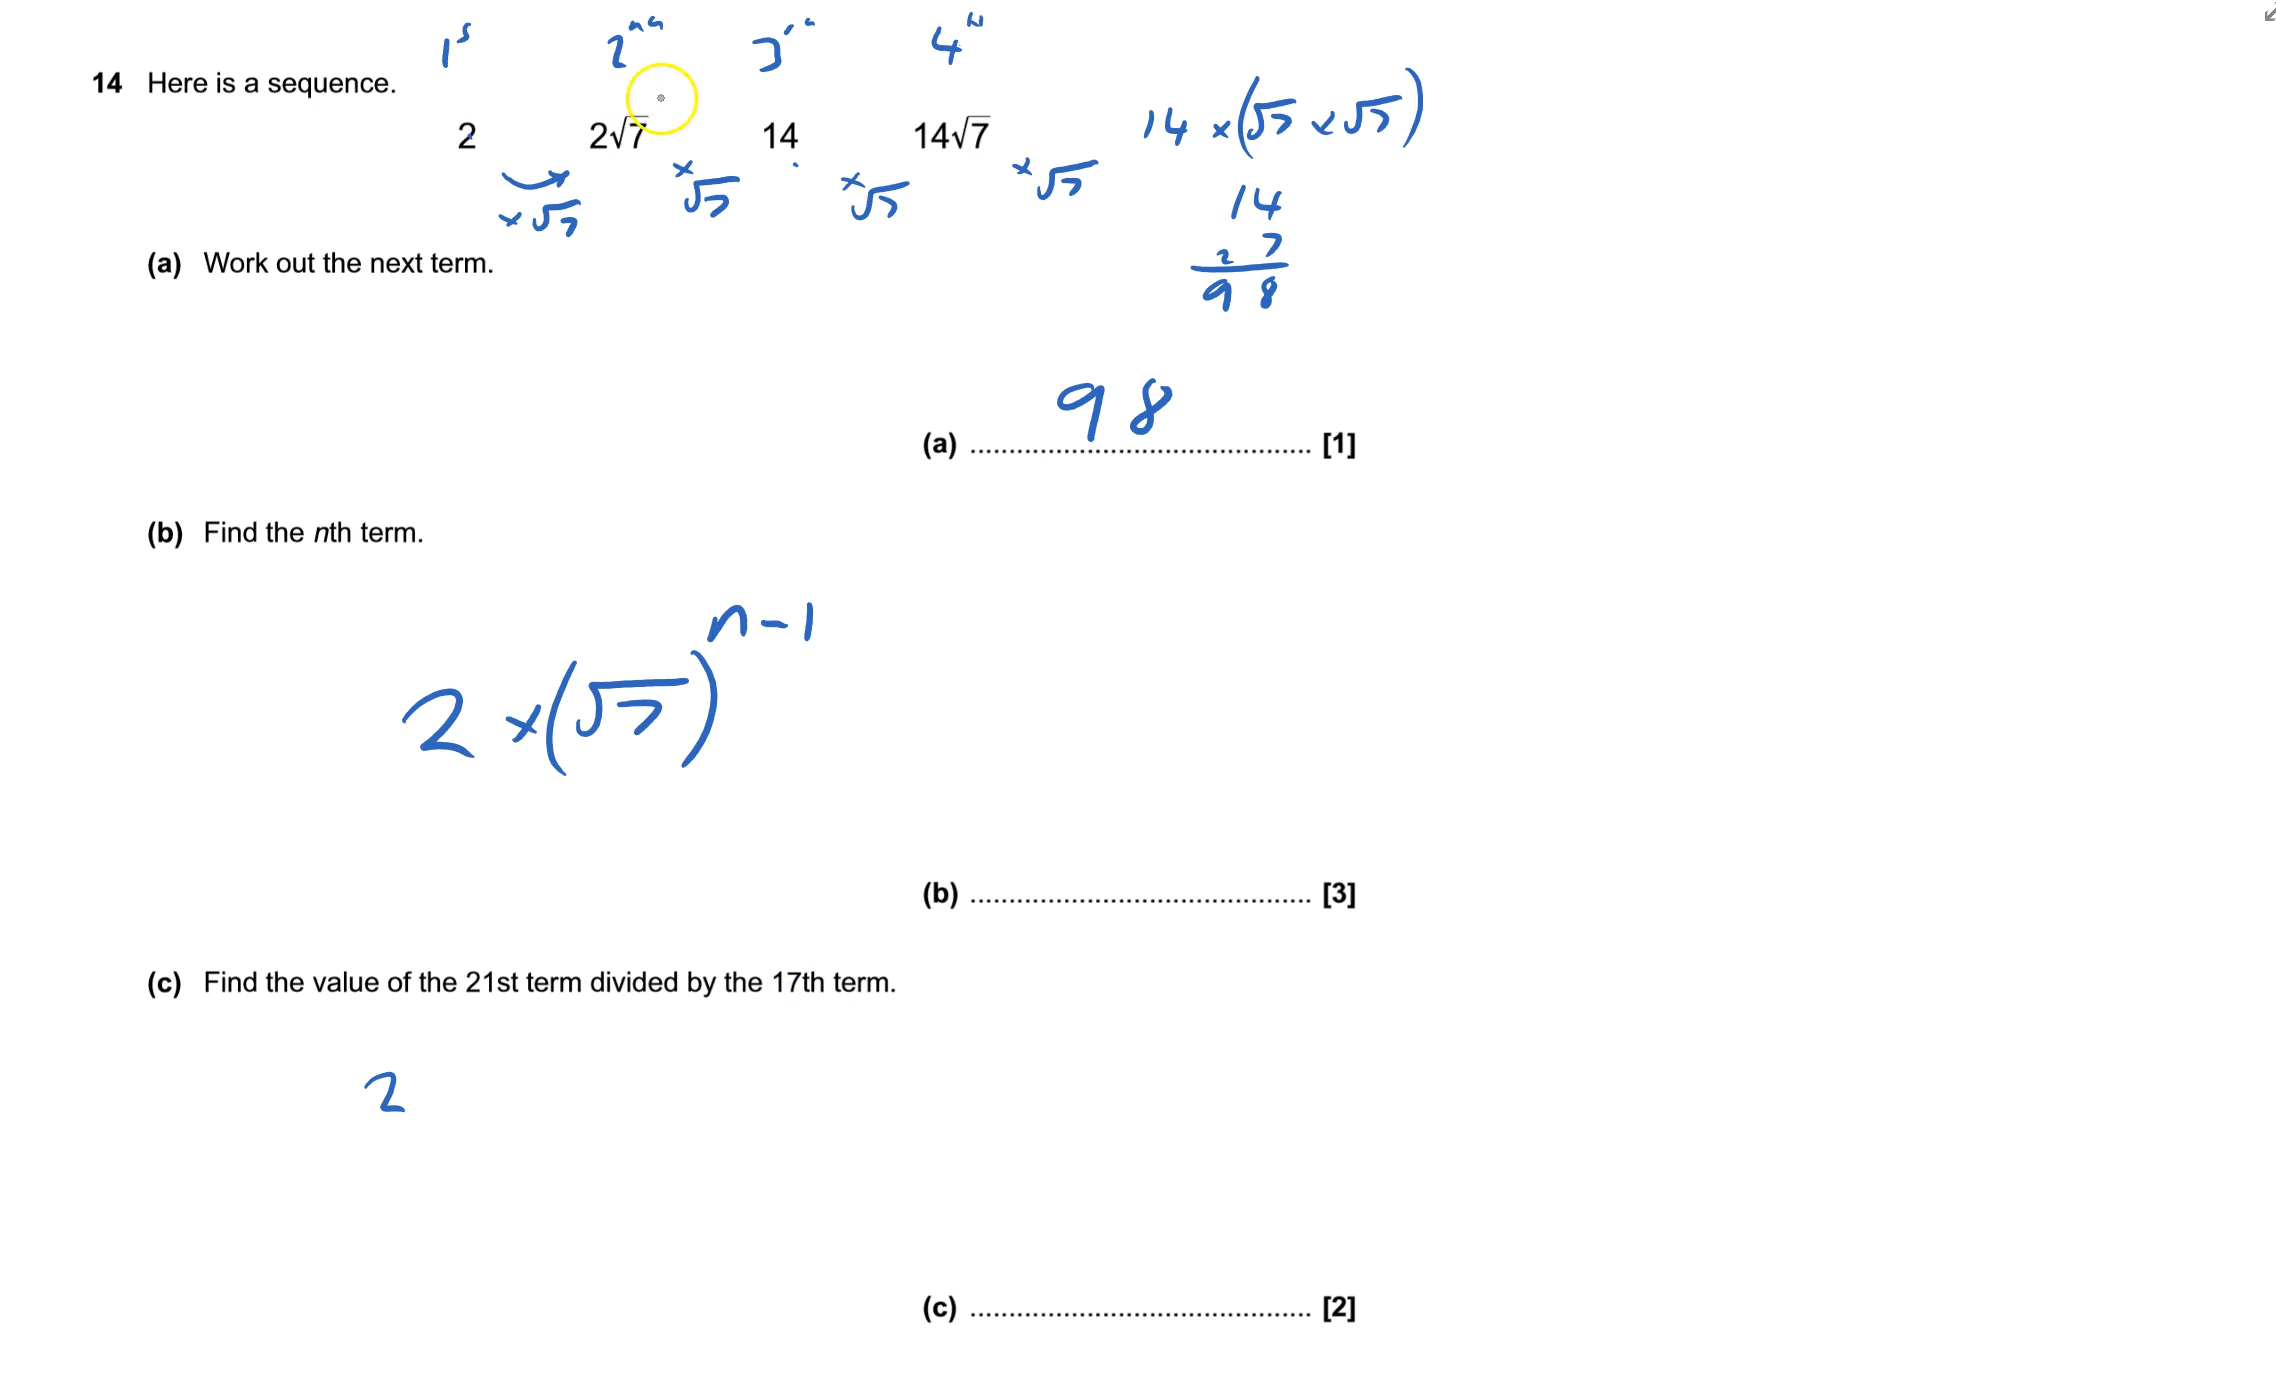 1s 2nd 3rd 4th
14 Here is a sequence.
2 2√7 14 14√7 14 ×(√7 × √7)
×√7 ×√7 ×√7 ×√7
14
2 7
98
(a) Work out the next term.
98
(a) ............................................ [1]
(b) Find the nth term.
2 ×(√7)^n-1
(b) ............................................ [3]
(c) Find the value of the 21st term divided by the 17th term.
2
(c) ............................................ [2]